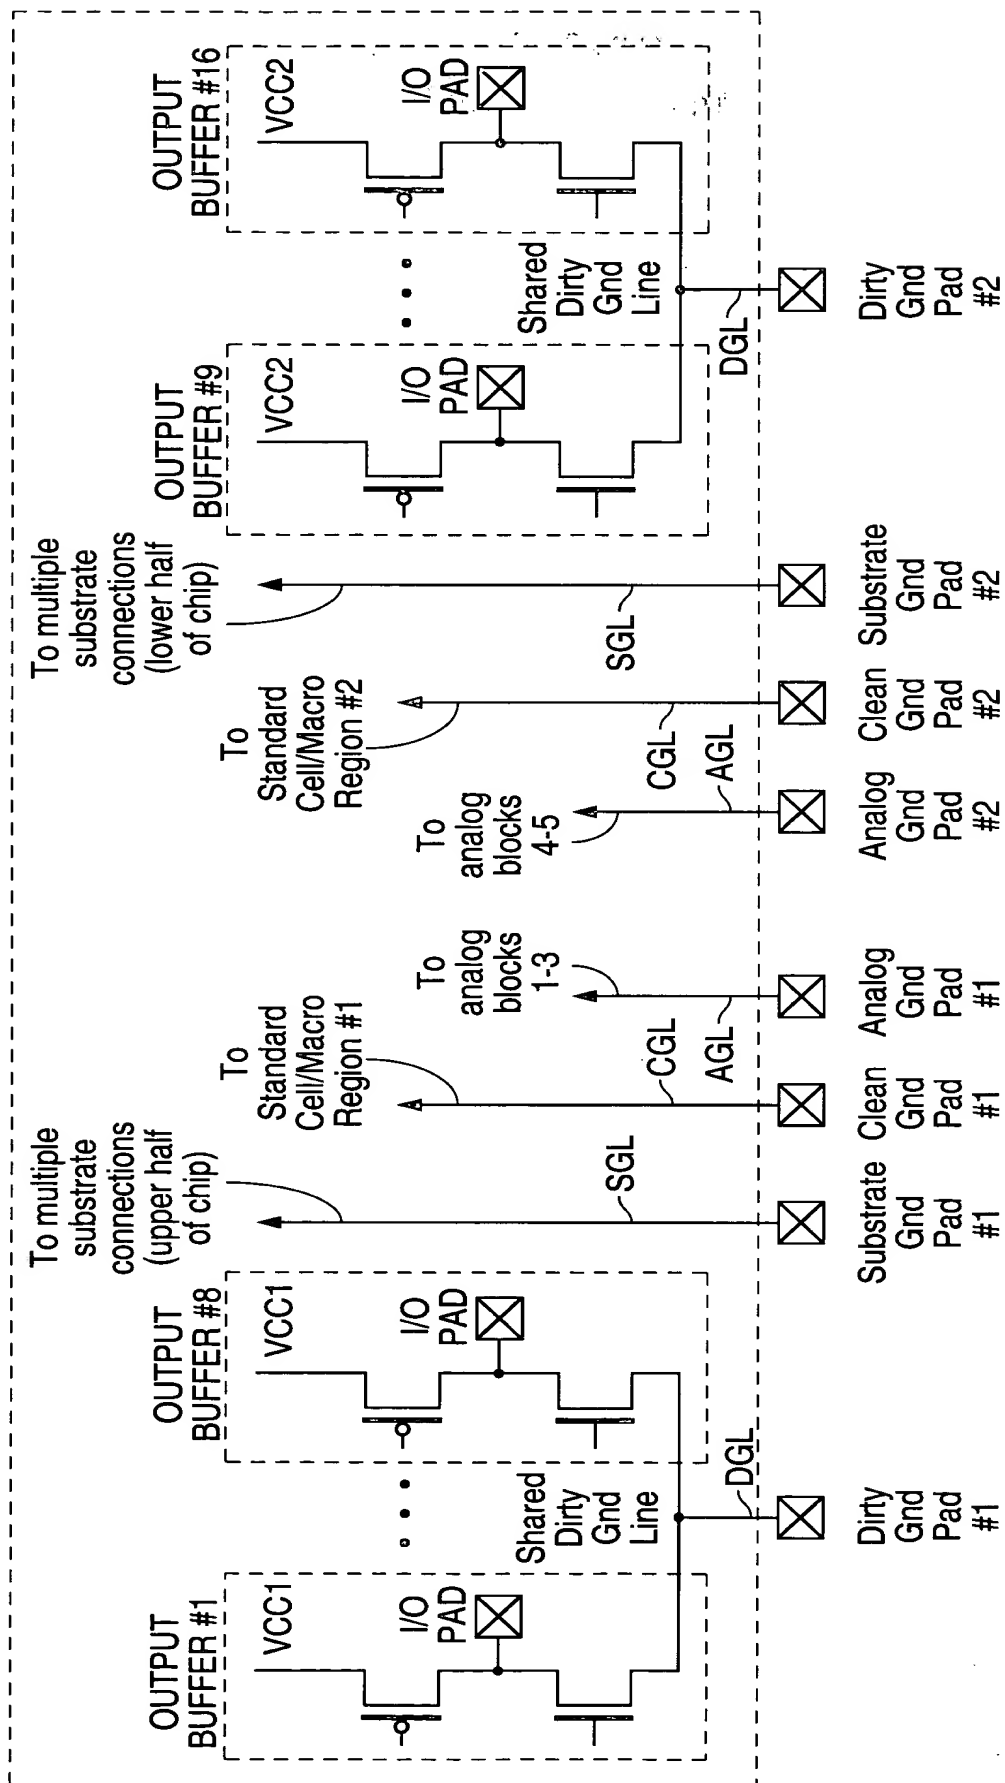 OUTPUT
BUFFER #1
VCC1
I/O
PAD
Shared
Dirty
Gnd
Line
DGL
Dirty
Gnd
Pad
#1
OUTPUT
BUFFER #8
VCC1
I/O
PAD
To multiple
substrate
connections
(upper half
of chip)
SGL
Substrate
Gnd
Pad
#1
To
Standard
Cell/Macro
Region #1
CGL
Clean
Gnd
Pad
#1
To
analog
blocks
1-3
AGL
Analog
Gnd
Pad
#1
To
analog
blocks
4-5
AGL
Analog
Gnd
Pad
#2
To
Standard
Cell/Macro
Region #2
CGL
Clean
Gnd
Pad
#2
To multiple
substrate
connections
(lower half
of chip)
SGL
Substrate
Gnd
Pad
#2
OUTPUT
BUFFER #9
VCC2
I/O
PAD
Shared
Dirty
Gnd
Line
DGL
Dirty
Gnd
Pad
#2
OUTPUT
BUFFER #16
VCC2
I/O
PAD